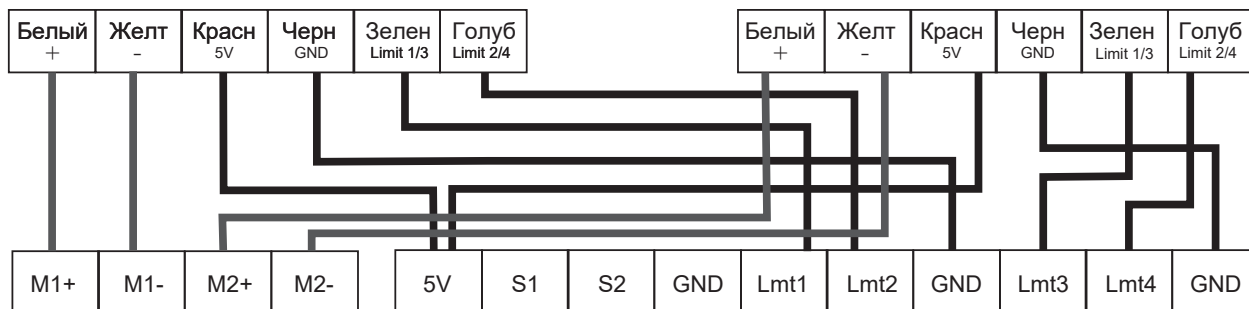 Белый Желт Красн Черн Зелен Голуб
+ - 5V GND Limit 1/3 Limit 2/4
Белый Желт Красн Черн Зелен Голуб
+ - 5V GND Limit 1/3 Limit 2/4
M1+ M1- M2+ M2- 5V S1 S2 GND Lmt1 Lmt2 GND Lmt3 Lmt4 GND